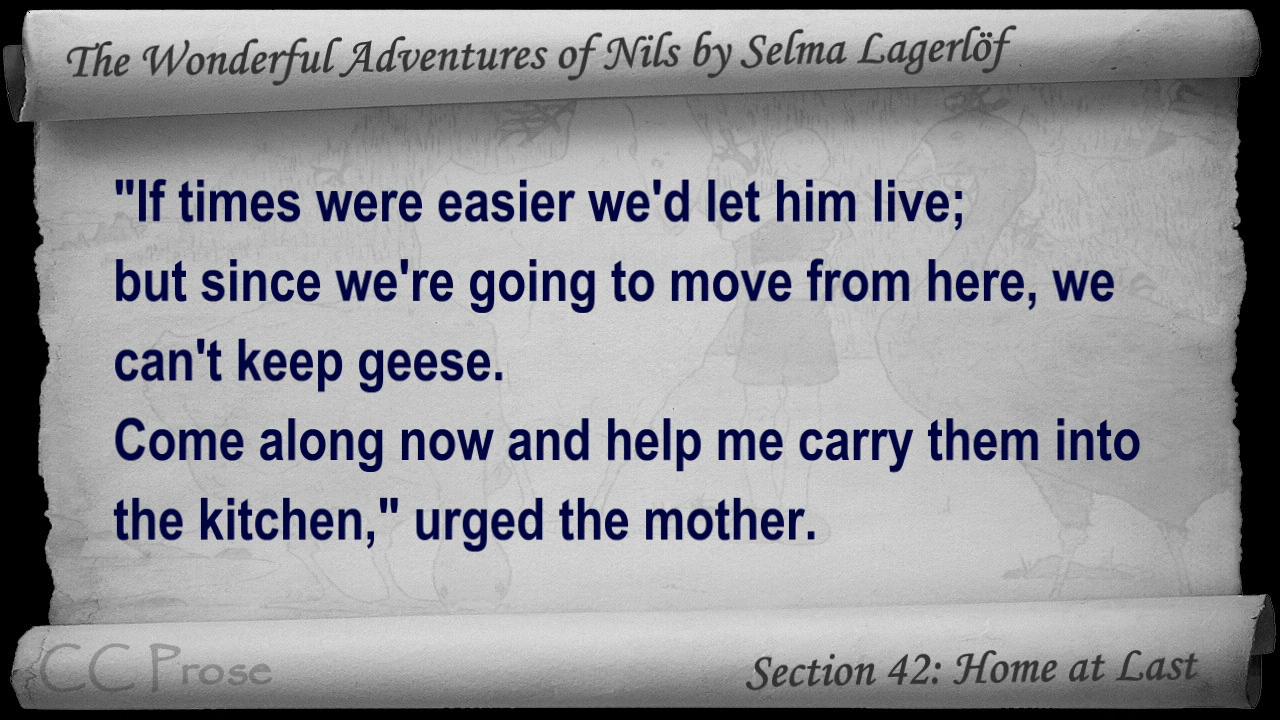 The Wonderful Adventures of Nils by Selma Lagerlöf
"If times were easier we'd let him live;
but since we're going to move from here, we
can't keep geese.
Come along now and help me carry them into
the kitchen," urged the mother.
CC Prose
Section 42: Home at Last